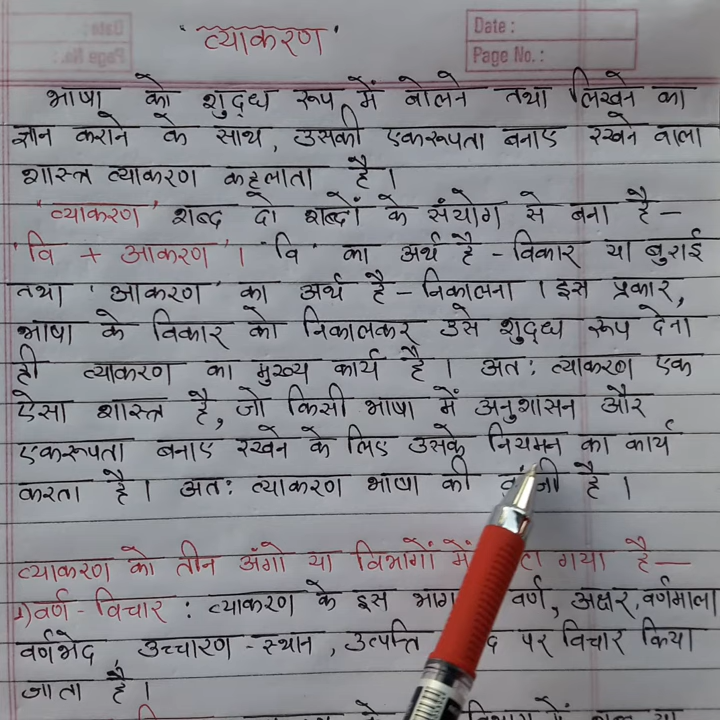 Date :
Page No. :
'व्याकरण'
भाषा को शुद्ध रूप में बोलने तथा लिखने का
ज्ञान कराने के साथ, उसकी एकरूपता बनाए रखने वाला
शास्त्र व्याकरण कहलाता है।
'व्याकरण' शब्द दो शब्दों के संयोग से बना है –
'वि + आकरण'। 'वि' का अर्थ है - विकार या बुराई
तथा 'आकरण' का अर्थ है - निकालना। इस प्रकार,
भाषा के विकार को निकालकर उसे शुद्ध रूप देना
ही व्याकरण का मुख्य कार्य है। अतः व्याकरण एक
ऐसा शास्त्र है, जो किसी भाषा में अनुशासन और
एकरूपता बनाए रखने के लिए उसके नियमन का कार्य
करता है। अतः व्याकरण भाषा की है।
व्याकरण को तीन अंगो या विभागों में गया है —
1) वर्ण - विचार : व्याकरण के इस भाग वर्ण, अक्षर, वर्णमाला
वर्णभेद उच्चारण - स्थान, उत्पत्ति पर विचार किया
जाता है।